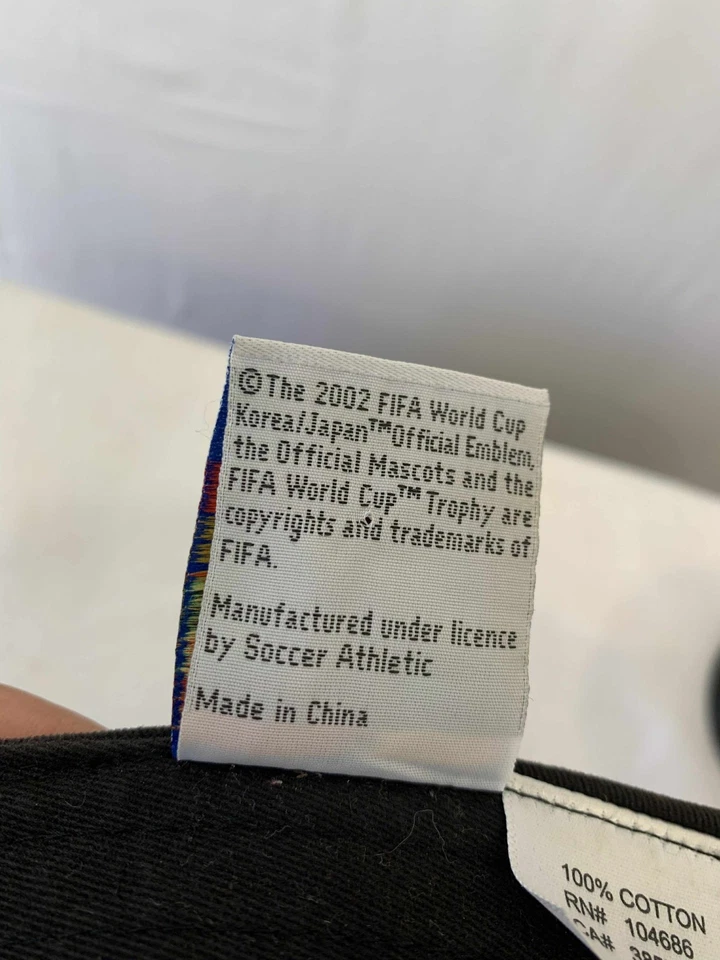 ©The 2002 FIFA World Cup
Korea/Japan™Official Emblem,
the Official Mascots and the
FIFA World Cup™ Trophy are
copyrights and trademarks of
FIFA.
Manufactured under licence
by Soccer Athletic
Made in China
100% COTTON
RN# 104686
CA#